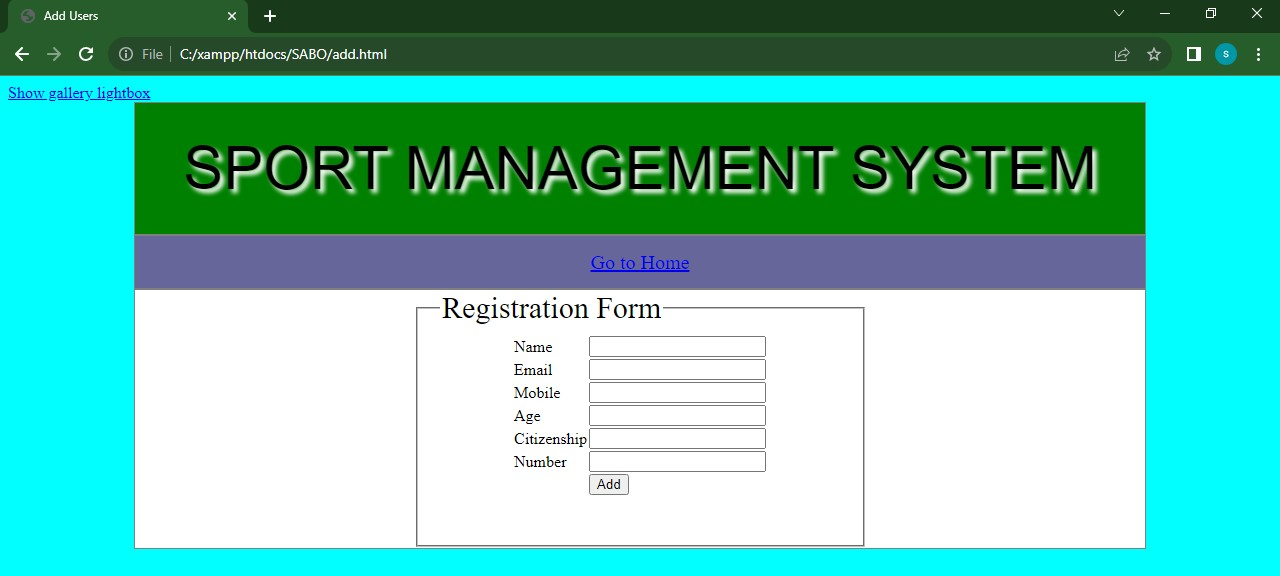 Add Users
File C:/xampp/htdocs/SABO/add.html
s
Show gallery lightbox
SPORT MANAGEMENT SYSTEM
Go to Home
Registration Form
Name
Email
Mobile
Age
Citizenship
Number
Add